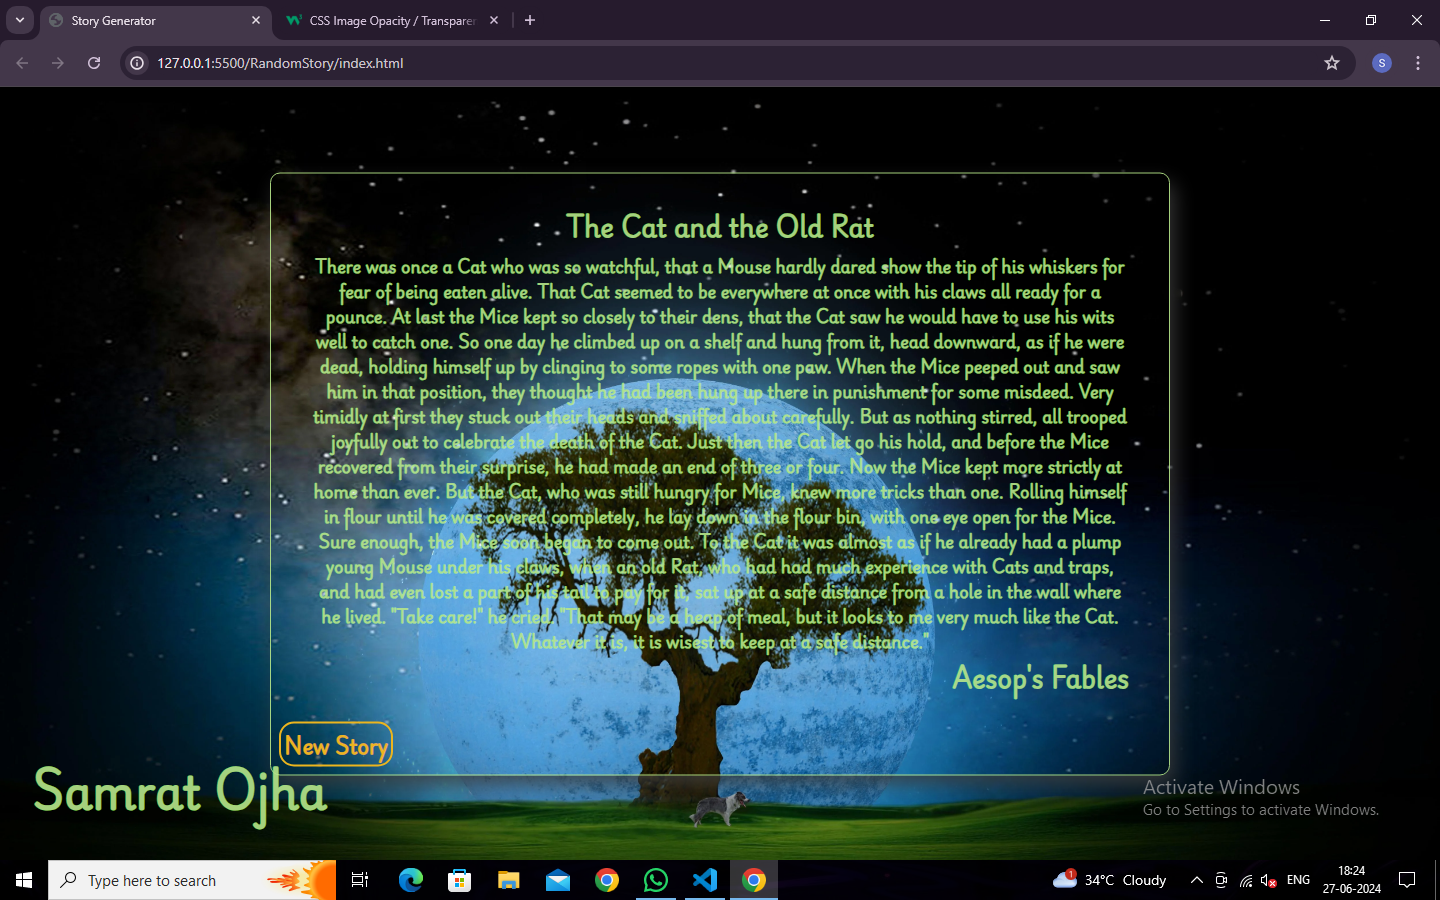 Story Generator
CSS Image Opacity / Transparen
127.0.0.1:5500/RandomStory/index.html
S
The Cat and the Old Rat
There was once a Cat who was so watchful, that a Mouse hardly dared show the tip of his whiskers for
fear of being eaten alive. That Cat seemed to be everywhere at once with his claws all ready for a
pounce. At last the Mice kept so closely to their dens, that the Cat saw he would have to use his wits
well to catch one. So one day he climbed up on a shelf and hung from it, head downward, as if he were
dead, holding himself up by clinging to some ropes with one paw. When the Mice peeped out and saw
him in that position, they thought he had been hung up there in punishment for some misdeed. Very
timidly at first they stuck out their heads and sniffed about carefully. But as nothing stirred, all trooped
joyfully out to celebrate the death of the Cat. Just then the Cat let go his hold, and before the Mice
recovered from their surprise, he had made an end of three or four. Now the Mice kept more strictly at
home than ever. But the Cat, who was still hungry for Mice, knew more tricks than one. Rolling himself
in flour until he was covered completely, he lay down in the flour bin, with one eye open for the Mice.
Sure enough, the Mice soon began to come out. To the Cat it was almost as if he already had a plump
young Mouse under his claws, when an old Rat, who had had much experience with Cats and traps,
and had even lost a part of his tail to pay for it, sat up at a safe distance from a hole in the wall where
he lived. "Take care!" he cried. "That may be a heap of meal, but it looks to me very much like the Cat.
Whatever it is, it is wisest to keep at a safe distance."
Aesop's Fables
New Story
Samrat Ojha
Activate Windows
Go to Settings to activate Windows.
Type here to search
1
34°C Cloudy
ENG
18:24
27-06-2024